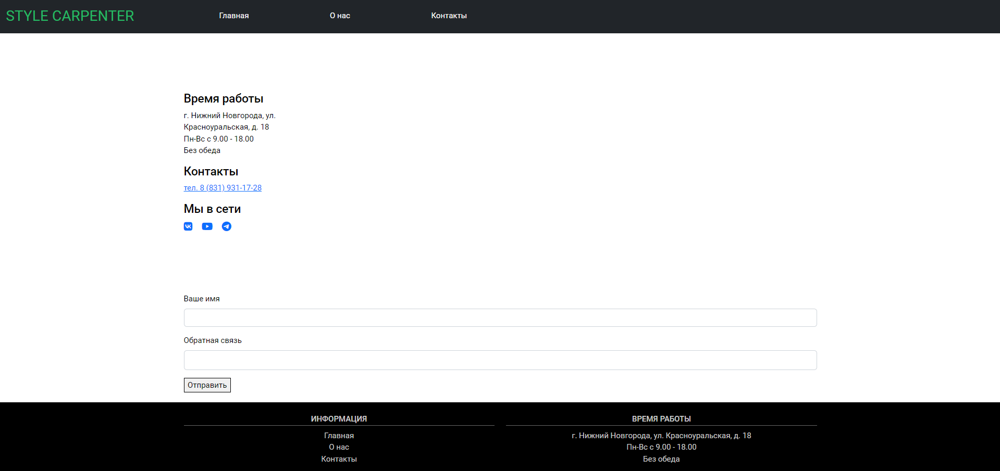 STYLE CARPENTER
Главная
О нас
Контакты
Время работы
г. Нижний Новгорода, ул.
Красноуральская, д. 18
Пн-Вс с 9.00 - 18.00
Без обеда
Контакты
тел. 8 (831) 931-17-28
Мы в сети
Ваше имя
Обратная связь
Отправить
ИНФОРМАЦИЯ
Главная
О нас
Контакты
ВРЕМЯ РАБОТЫ
г. Нижний Новгорода, ул. Красноуральская, д. 18
Пн-Вс с 9.00 - 18.00
Без обеда